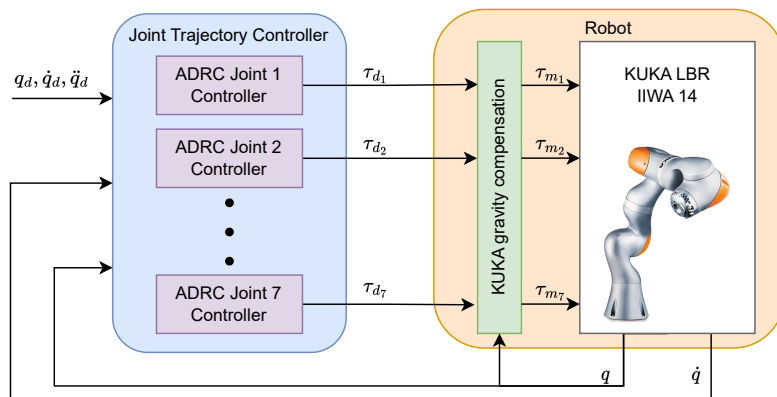 Joint Trajectory Controller
Robot
q_d, q̇_d, q̈_d
ADRC Joint 1
Controller
τ_{d_1}
τ_{m_1}
KUKA LBR
IIWA 14
ADRC Joint 2
Controller
τ_{d_2}
KUKA gravity compensation
τ_{m_2}
ADRC Joint 7
Controller
τ_{d_7}
τ_{m_7}
q
q̇